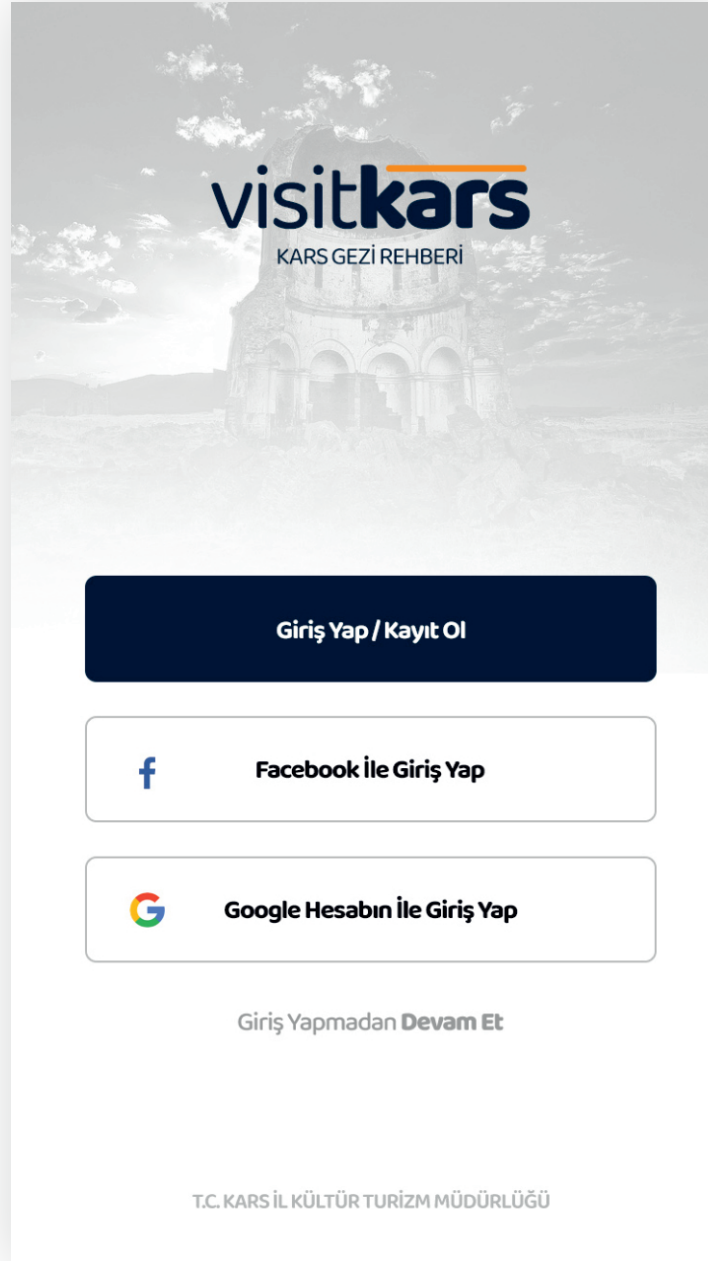 visitkars
KARS GEZİ REHBERİ
Giriş Yap / Kayıt Ol
Facebook İle Giriş Yap
Google Hesabın İle Giriş Yap
Giriş Yapmadan Devam Et
T.C. KARS İL KÜLTÜR TURİZM MÜDÜRLÜĞÜ